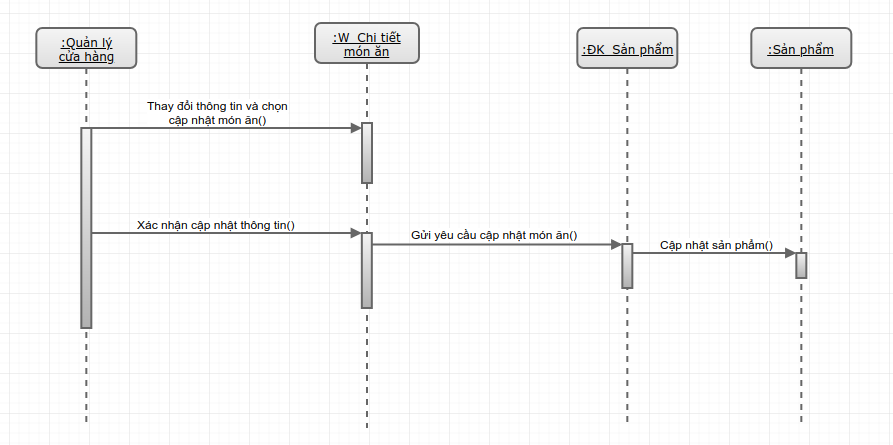 :Quản lý
cửa hàng
:W_Chi tiết
món ăn
:ĐK_Sản phẩm
:Sản phẩm
Thay đổi thông tin và chọn
cập nhật món ăn()
Xác nhận cập nhật thông tin()
Gửi yêu cầu cập nhật món ăn()
Cập nhật sản phẩm()